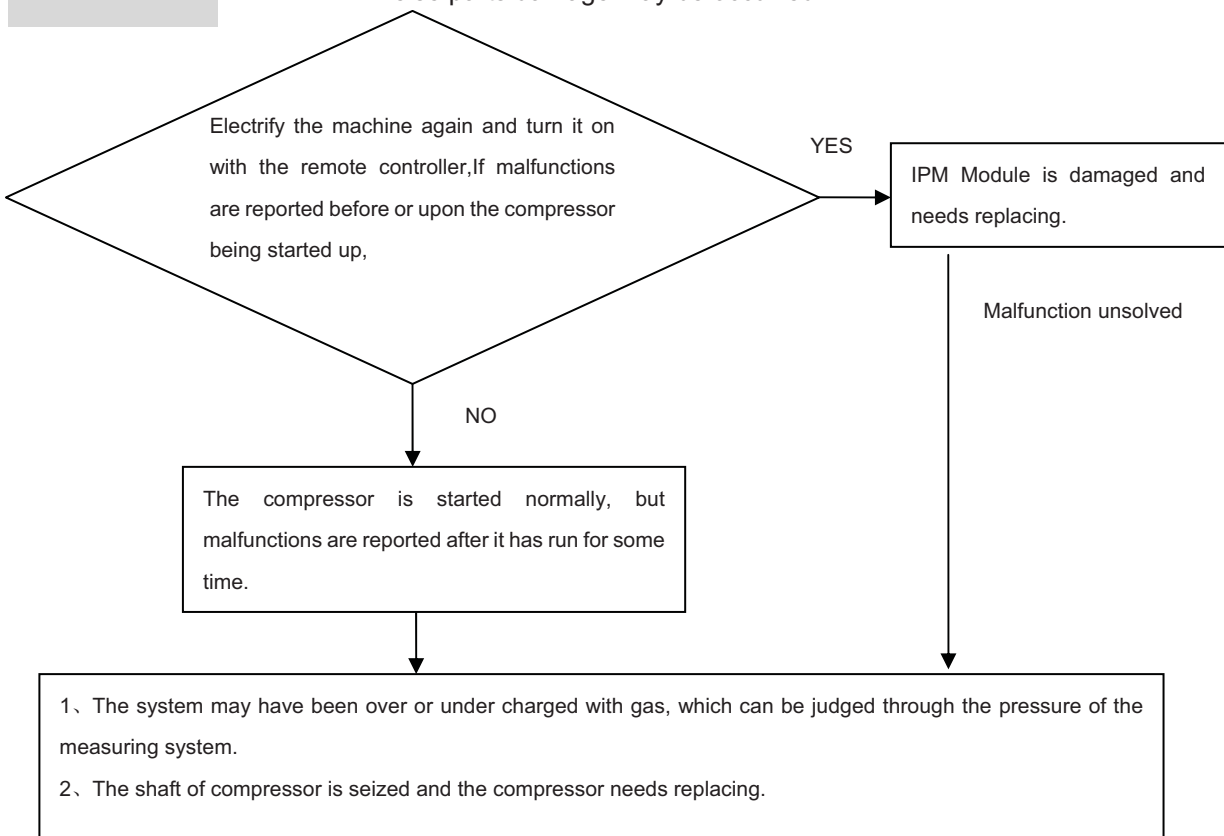 Electrify the machine again and turn it on
with the remote controller,If malfunctions
are reported before or upon the compressor
being started up,
YES
IPM Module is damaged and
needs replacing.
Malfunction unsolved
NO
The compressor is started normally, but
malfunctions are reported after it has run for some
time.
1、The system may have been over or under charged with gas, which can be judged through the pressure of the
measuring system.
2、The shaft of compressor is seized and the compressor needs replacing.